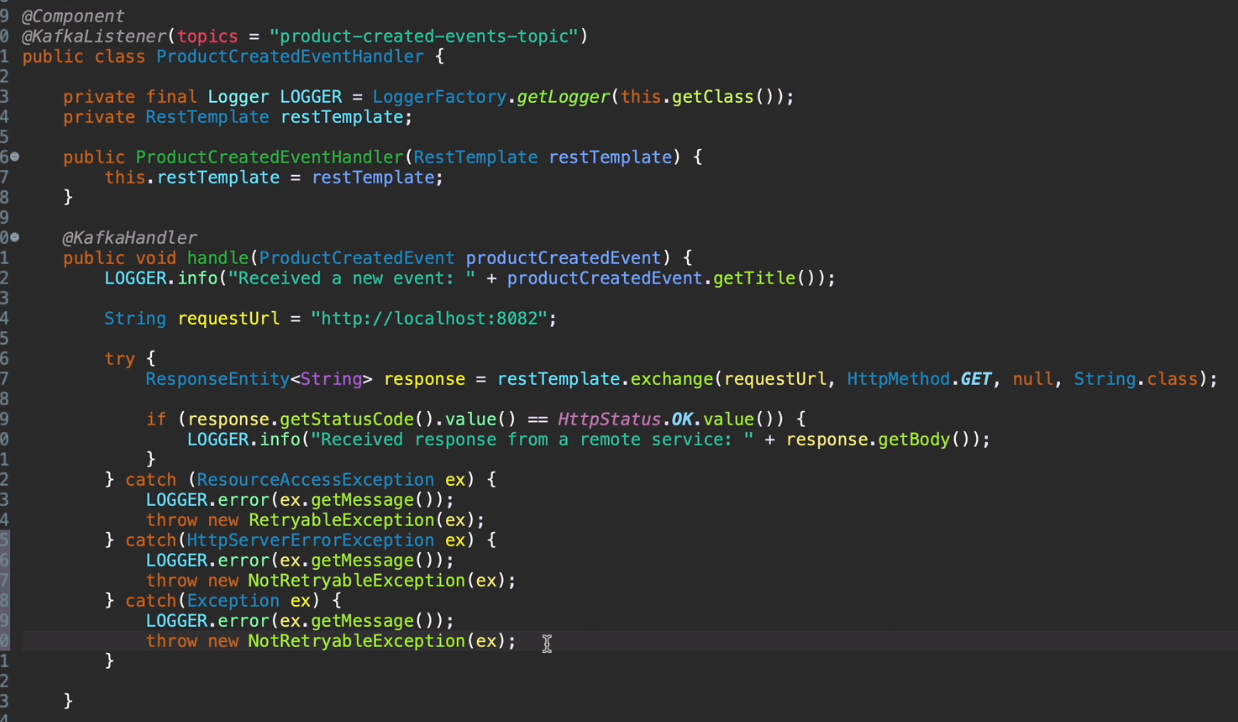 9 @Component
0 @KafkaListener(topics = "product-created-events-topic")
1 public class ProductCreatedEventHandler {
2
3     private final Logger LOGGER = LoggerFactory.getLogger(this.getClass());
4     private RestTemplate restTemplate;
5
6     public ProductCreatedEventHandler(RestTemplate restTemplate) {
7         this.restTemplate = restTemplate;
8     }
9
0     @KafkaHandler
1     public void handle(ProductCreatedEvent productCreatedEvent) {
2         LOGGER.info("Received a new event: " + productCreatedEvent.getTitle());
3
4         String requestUrl = "http://localhost:8082";
5
6         try {
7             ResponseEntity<String> response = restTemplate.exchange(requestUrl, HttpMethod.GET, null, String.class);
8
9             if (response.getStatusCode().value() == HttpStatus.OK.value()) {
0                 LOGGER.info("Received response from a remote service: " + response.getBody());
1             }
2         } catch (ResourceAccessException ex) {
3             LOGGER.error(ex.getMessage());
4             throw new RetryableException(ex);
5         } catch(HttpServerErrorException ex) {
6             LOGGER.error(ex.getMessage());
7             throw new NotRetryableException(ex);
8         } catch(Exception ex) {
9             LOGGER.error(ex.getMessage());
0             throw new NotRetryableException(ex);
1         }
2
3     }